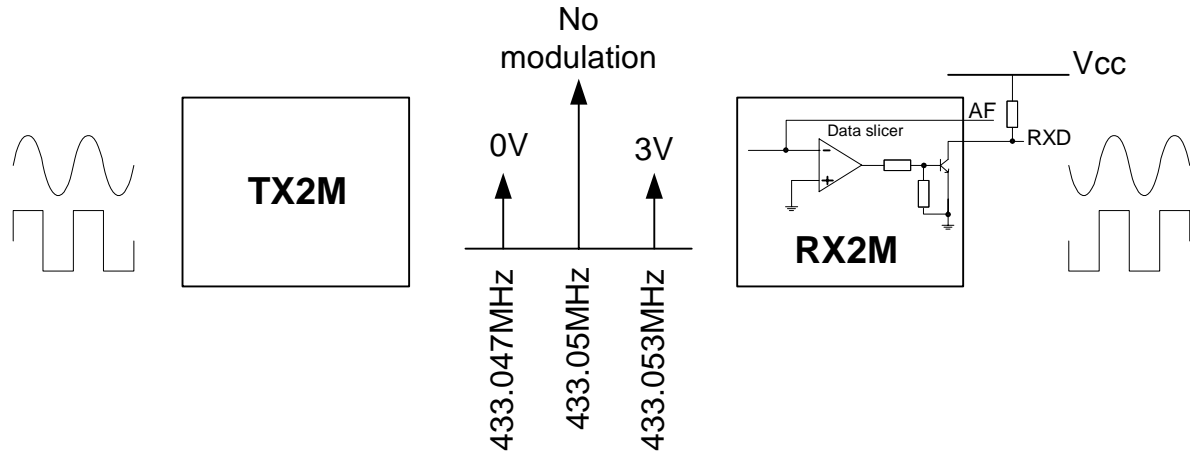 No
modulation
Vcc
AF
Data slicer
RXD
0V
3V
TX2M
RX2M
433.047MHz
433.05MHz
433.053MHz